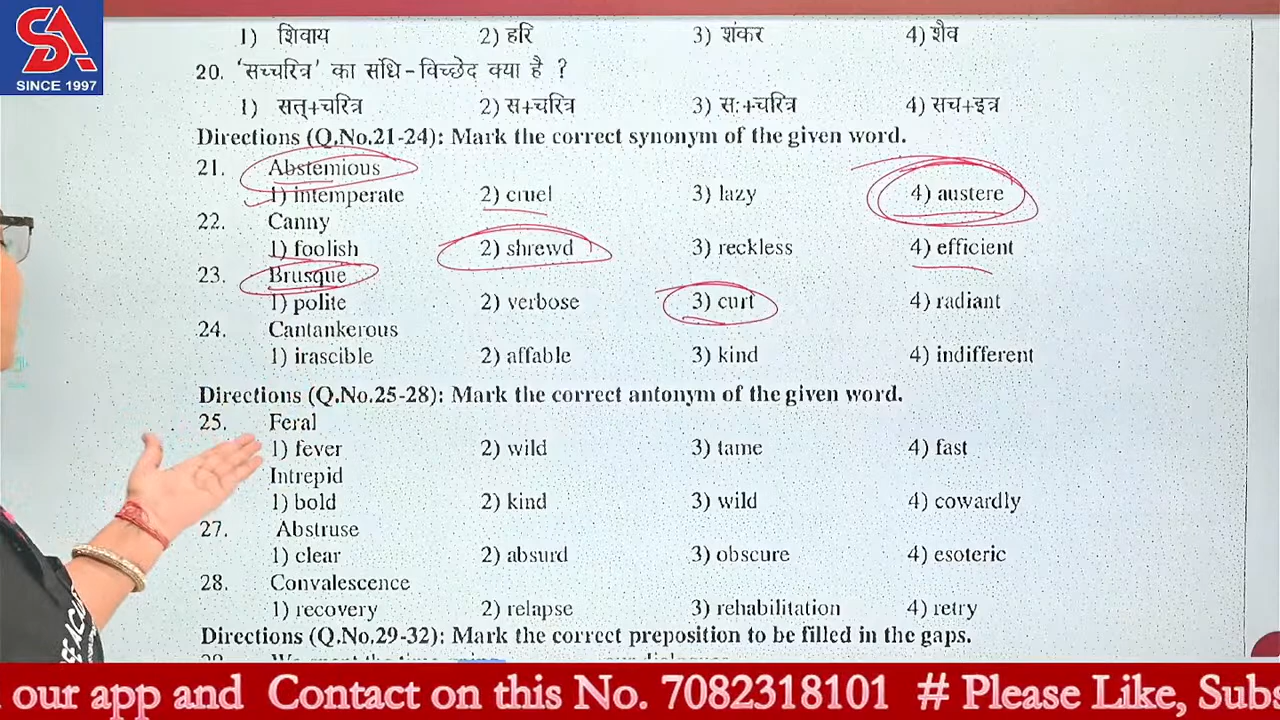 SA
SINCE 1997
1) शिवाय 2) हरि 3) शंकर 4) शैव
20. 'सच्चरित्र' का संधि-विच्छेद क्या है ?
1) सत्+चरित्र 2) स+चरित्र 3) सः+चरित्र 4) सच+इत्र
Directions (Q.No.21-24): Mark the correct synonym of the given word.
21. Abstemious
1) intemperate 2) cruel 3) lazy 4) austere
22. Canny
1) foolish 2) shrewd 3) reckless 4) efficient
23. Brusque
1) polite 2) verbose 3) curt 4) radiant
24. Cantankerous
1) irascible 2) affable 3) kind 4) indifferent
Directions (Q.No.25-28): Mark the correct antonym of the given word.
25. Feral
1) fever 2) wild 3) tame 4) fast
Intrepid
1) bold 2) kind 3) wild 4) cowardly
27. Abstruse
1) clear 2) absurd 3) obscure 4) esoteric
28. Convalescence
1) recovery 2) relapse 3) rehabilitation 4) retry
Directions (Q.No.29-32): Mark the correct preposition to be filled in the gaps.
our app and Contact on this No. 7082318101 # Please Like, Subs